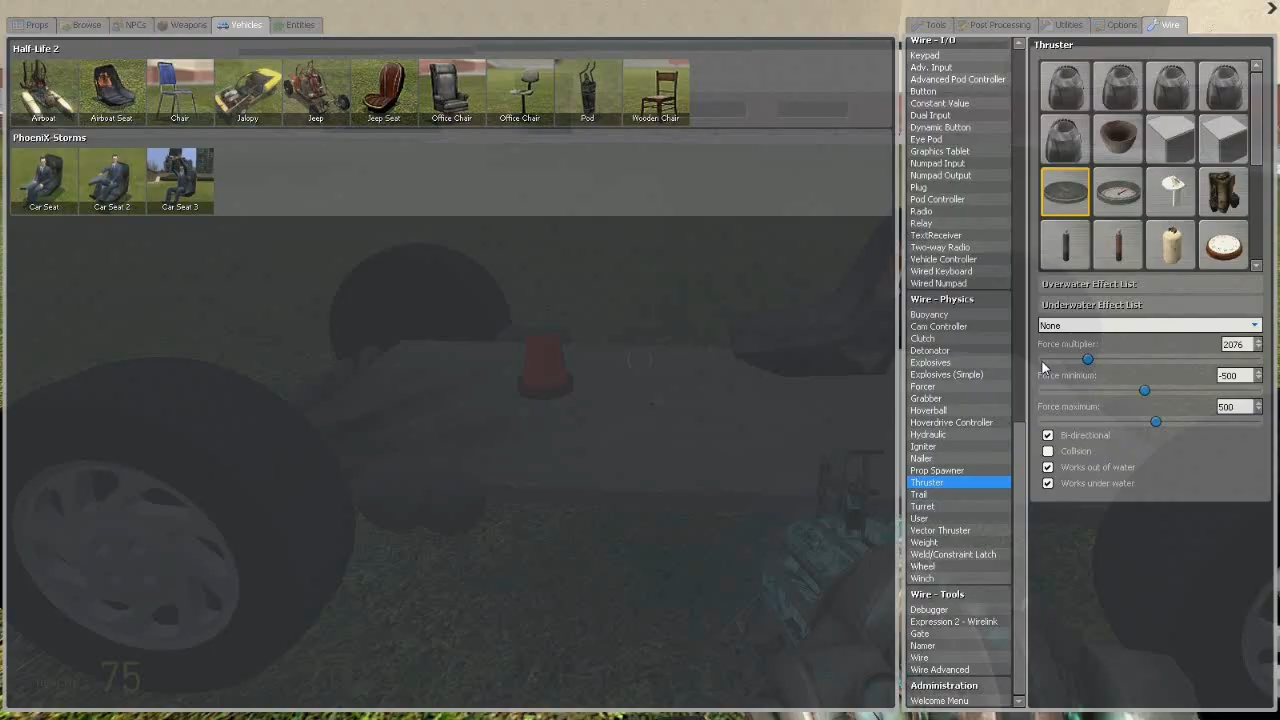 Props
Browse
NPCs
Weapons
Vehicles
Entities
Half-Life 2
Airboat
Airboat Seat
Chair
Jalopy
Jeep
Jeep Seat
Office Chair
Office Chair
Pod
Wooden Chair
PhoeniX-Storms
Car Seat
Car Seat 2
Car Seat 3
75
Tools
Post Processing
Utilities
Options
Wire
Wire - I/O
Keypad
Adv. Input
Advanced Pod Controller
Button
Constant Value
Dual Input
Dynamic Button
Eye Pod
Graphics Tablet
Numpad Input
Numpad Output
Plug
Pod Controller
Radio
Relay
TextReceiver
Two-way Radio
Vehicle Controller
Wired Keyboard
Wired Numpad
Wire - Physics
Buoyancy
Cam Controller
Clutch
Detonator
Explosives
Explosives (Simple)
Forcer
Grabber
Hoverball
Hoverdrive Controller
Hydraulic
Igniter
Nailer
Prop Spawner
Thruster
Trail
Turret
User
Vector Thruster
Weight
Weld/Constraint Latch
Wheel
Winch
Wire - Tools
Debugger
Expression 2 - Wirelink
Gate
Namer
Wire
Wire Advanced
Administration
Welcome Menu
Thruster
Overwater Effect List
Underwater Effect List
None
Force multiplier: 2076
Force minimum: -500
Force maximum: 500
Bi-directional
Collision
Works out of water
Works under water